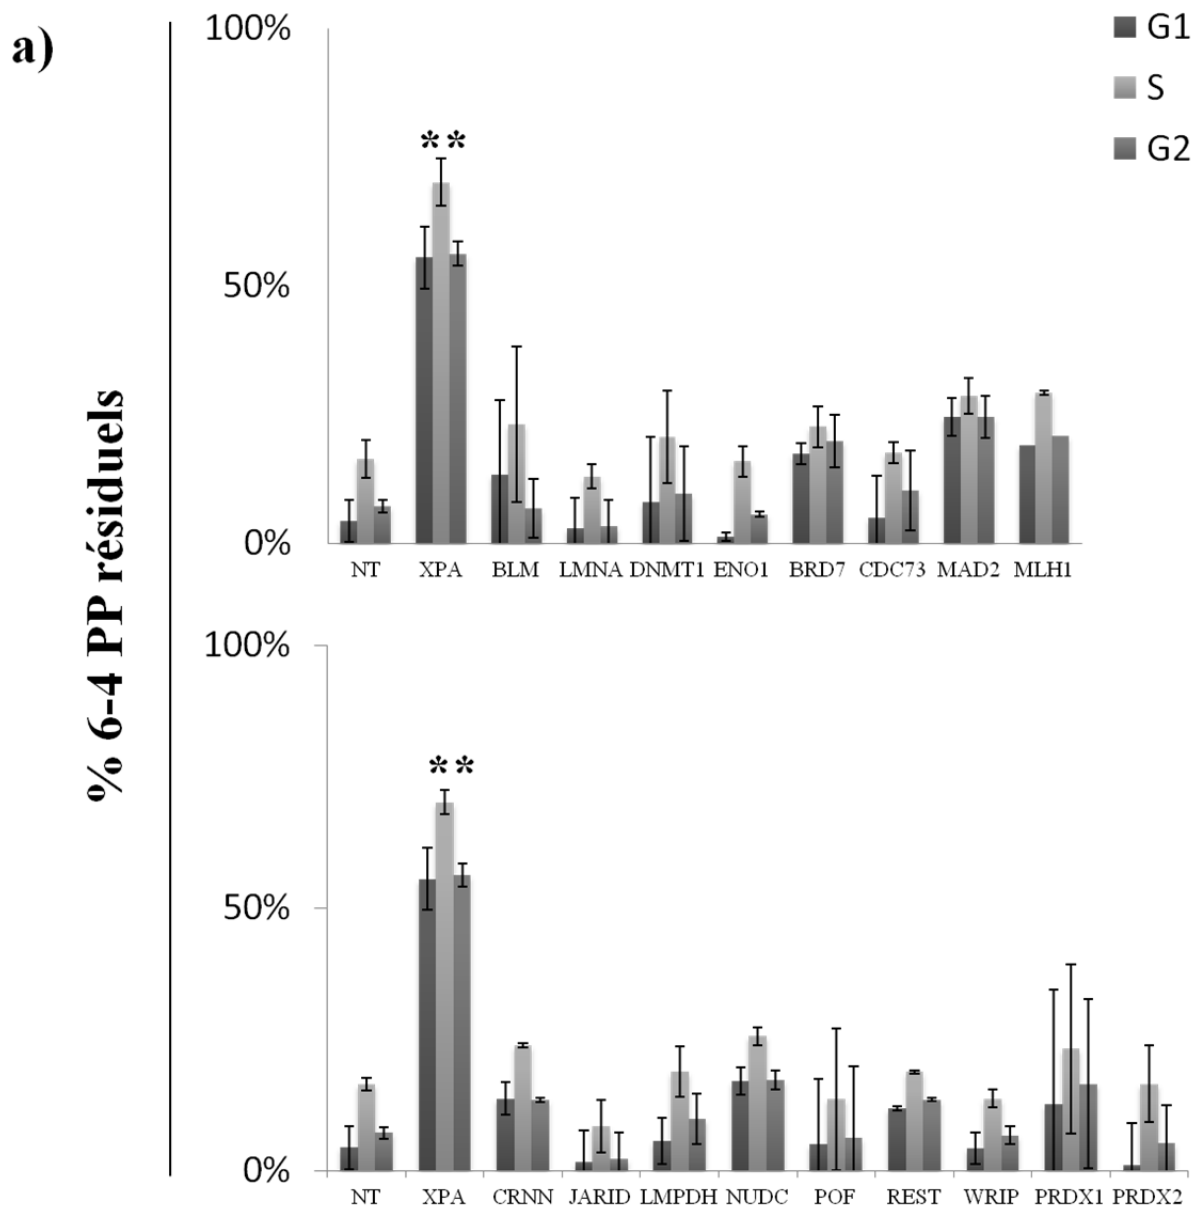 a)
% 6-4 PP résiduels
G1
S
G2
100%
50%
0%
**
NT XPA BLM LMNA DNMT1 ENO1 BRD7 CDC73 MAD2 MLH1
100%
50%
0%
**
NT XPA CRNN JARID LMPDH NUDC POF REST WRIP PRDX1 PRDX2